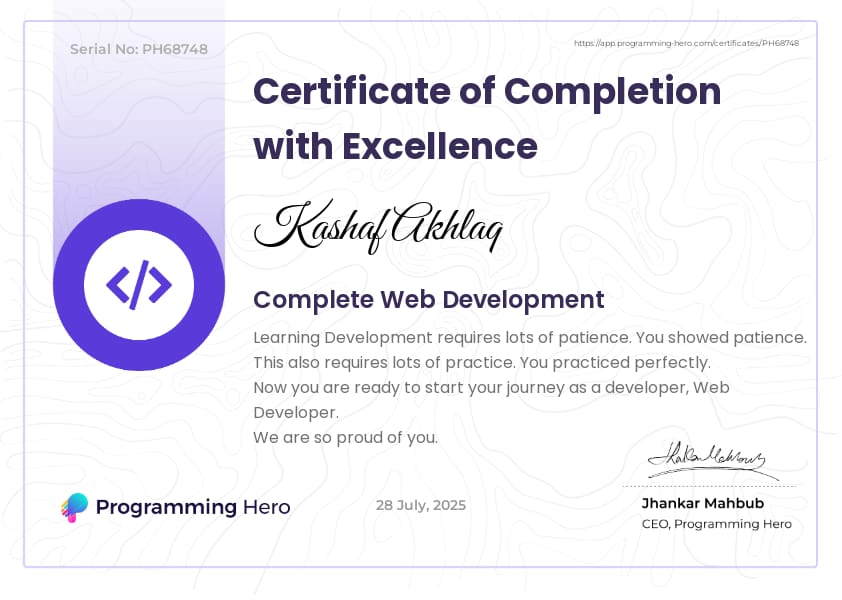 Serial No: PH68748
https://app.programming-hero.com/certificates/PH68748
Certificate of Completion
with Excellence
Kashaf Akhlaq
Complete Web Development
Learning Development requires lots of patience. You showed patience.
This also requires lots of practice. You practiced perfectly.
Now you are ready to start your journey as a developer, Web
Developer.
We are so proud of you.
Programming Hero
28 July, 2025
Jhankar Mahbub
CEO, Programming Hero